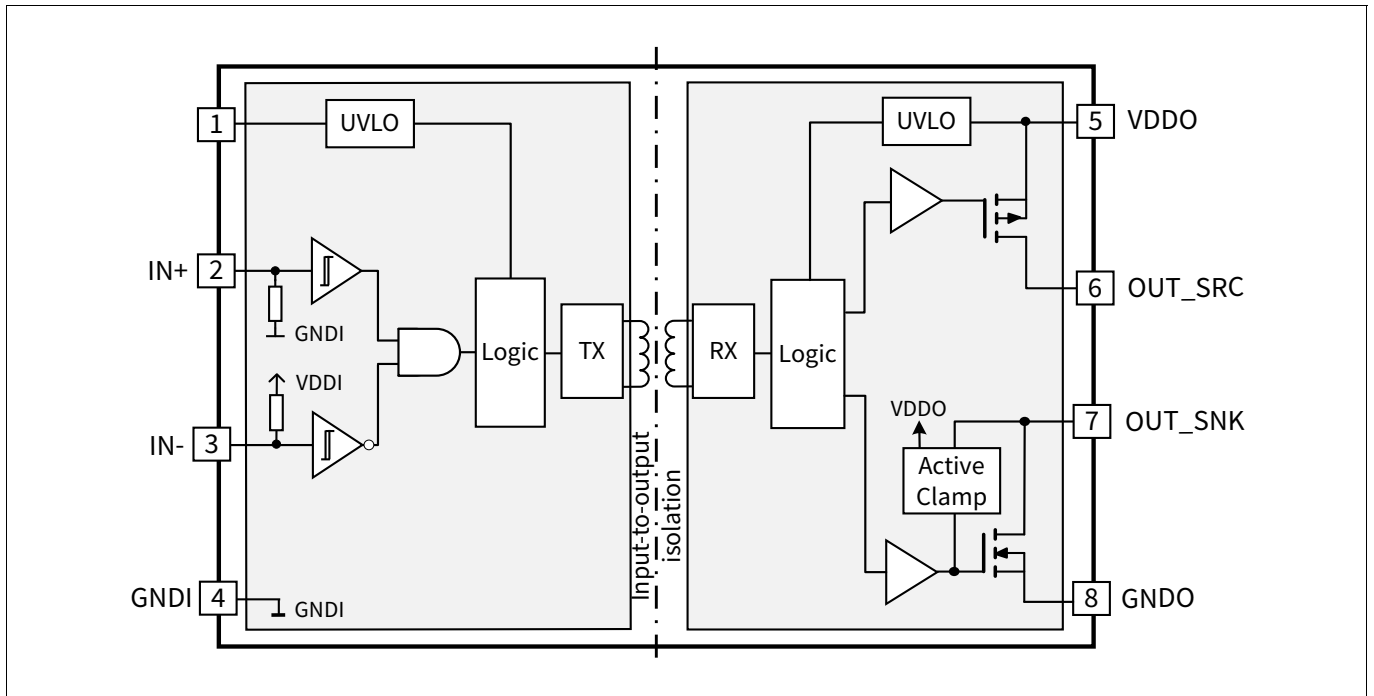 1
UVLO
UVLO
5
VDDO
IN+
2
GNDI
6
OUT_SRC
Logic
TX
RX
Logic
VDDI
IN-
3
VDDO
7
OUT_SNK
Active
Clamp
Input-to-output
isolation
GNDI
4
GNDI
8
GNDO